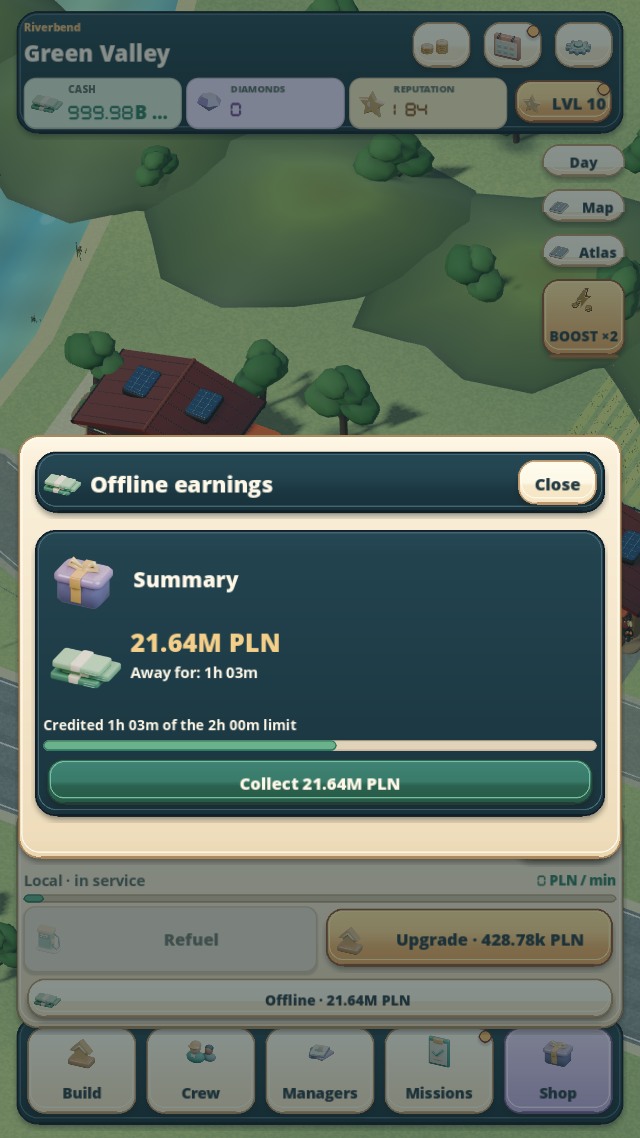 Riverbend
Green Valley
CASH
999.98B ...
DIAMONDS
0
REPUTATION
184
LVL 10
Day
Map
Atlas
BOOST ×2
Offline earnings
Close
Summary
21.64M PLN
Away for: 1h 03m
Credited 1h 03m of the 2h 00m limit
Collect 21.64M PLN
Local · in service
0 PLN / min
Refuel
Upgrade · 428.78k PLN
Offline · 21.64M PLN
Build
Crew
Managers
Missions
Shop